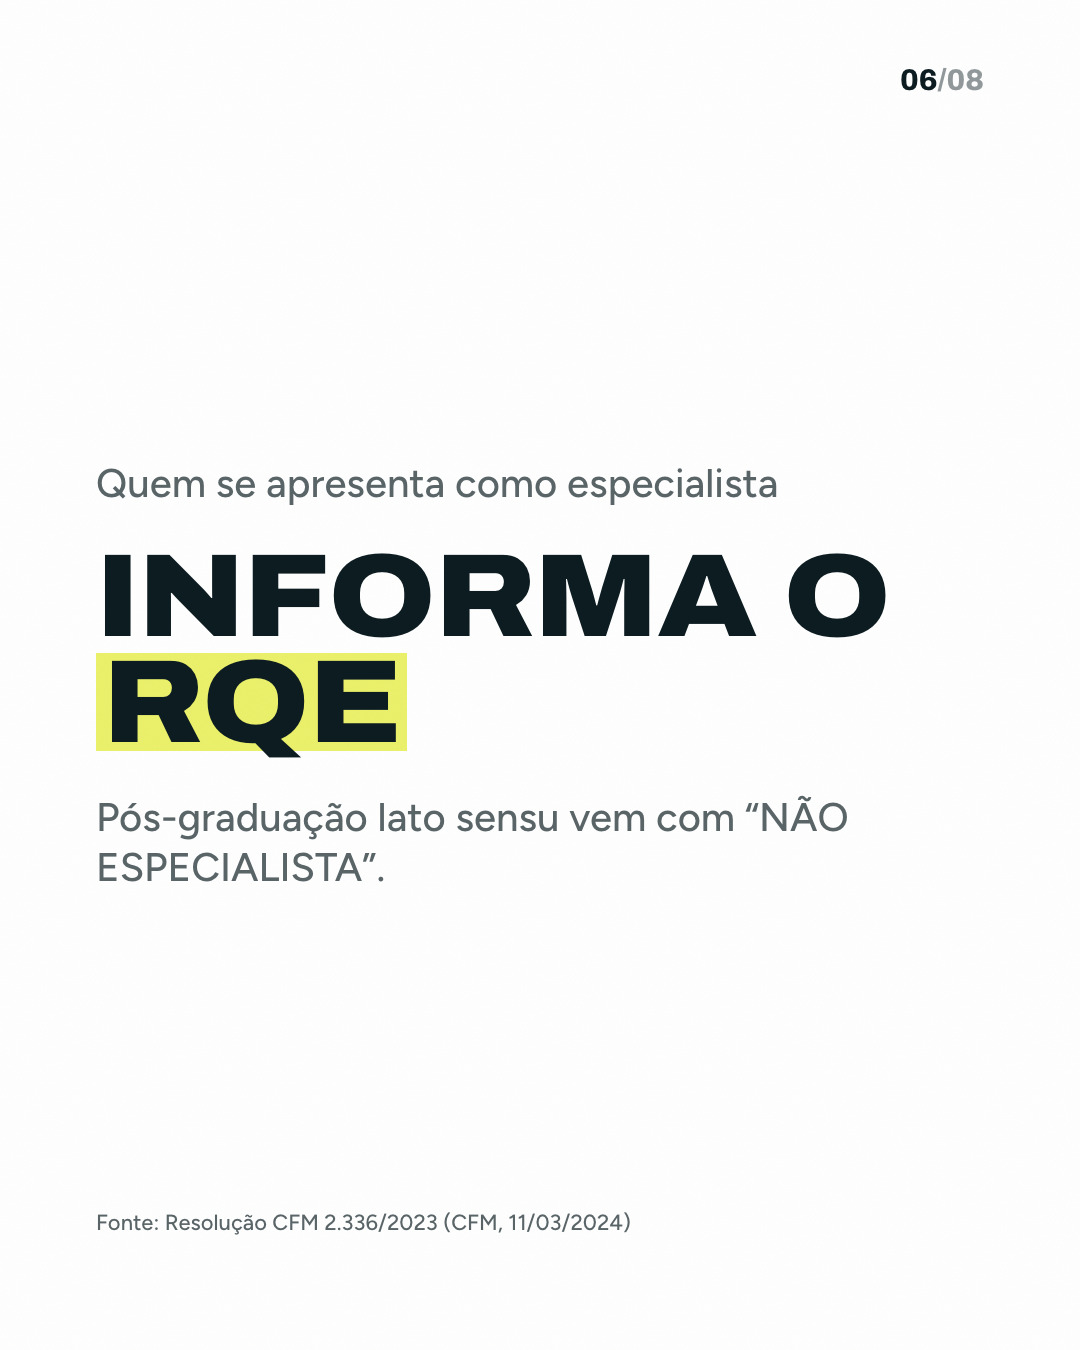 06/08
Quem se apresenta como especialista
INFORMA O
RQE
Pós-graduação lato sensu vem com “NÃO
ESPECIALISTA”.
Fonte: Resolução CFM 2.336/2023 (CFM, 11/03/2024)